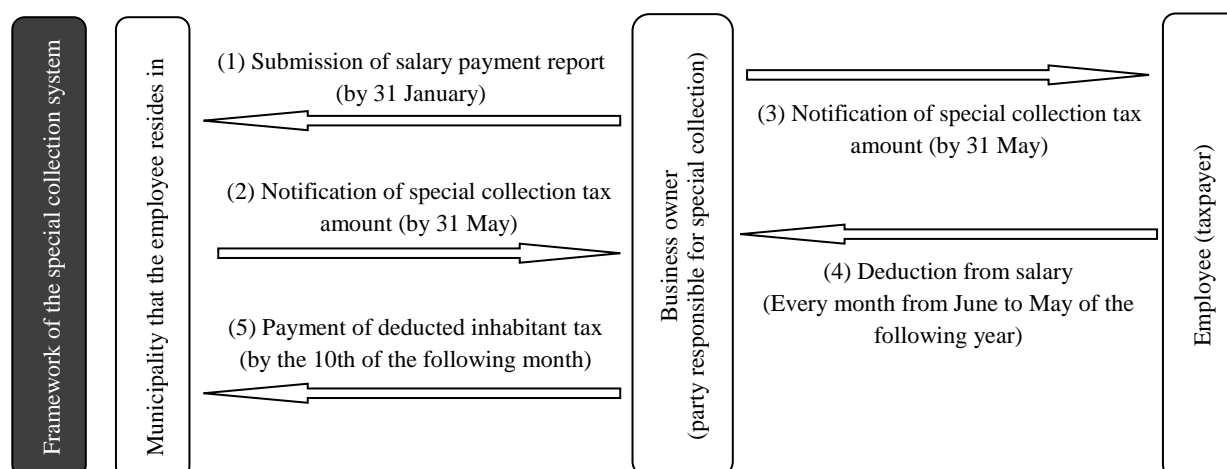 Framework of the special collection system
Municipality that the employee resides in
(1) Submission of salary payment report
(by 31 January)
(2) Notification of special collection tax
amount (by 31 May)
(5) Payment of deducted inhabitant tax
(by the 10th of the following month)
Business owner
(party responsible for special collection)
(3) Notification of special collection tax
amount (by 31 May)
(4) Deduction from salary
(Every month from June to May of the
following year)
Employee (taxpayer)